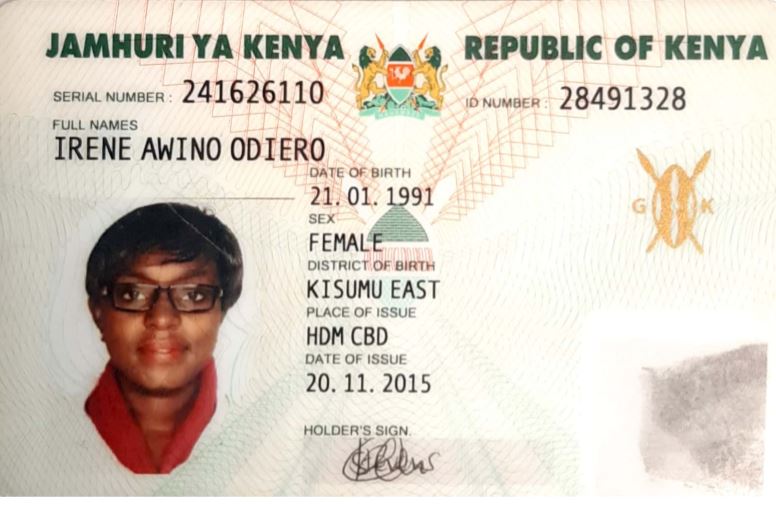 JAMHURI YA KENYA REPUBLIC OF KENYA
SERIAL NUMBER: 241626110 ID NUMBER: 28491328
FULL NAMES
IRENE AWINO ODIERO
DATE OF BIRTH
21. 01. 1991
SEX
FEMALE
DISTRICT OF BIRTH
KISUMU EAST
PLACE OF ISSUE
HDM CBD
DATE OF ISSUE
20. 11. 2015
HOLDER'S SIGN.
G K